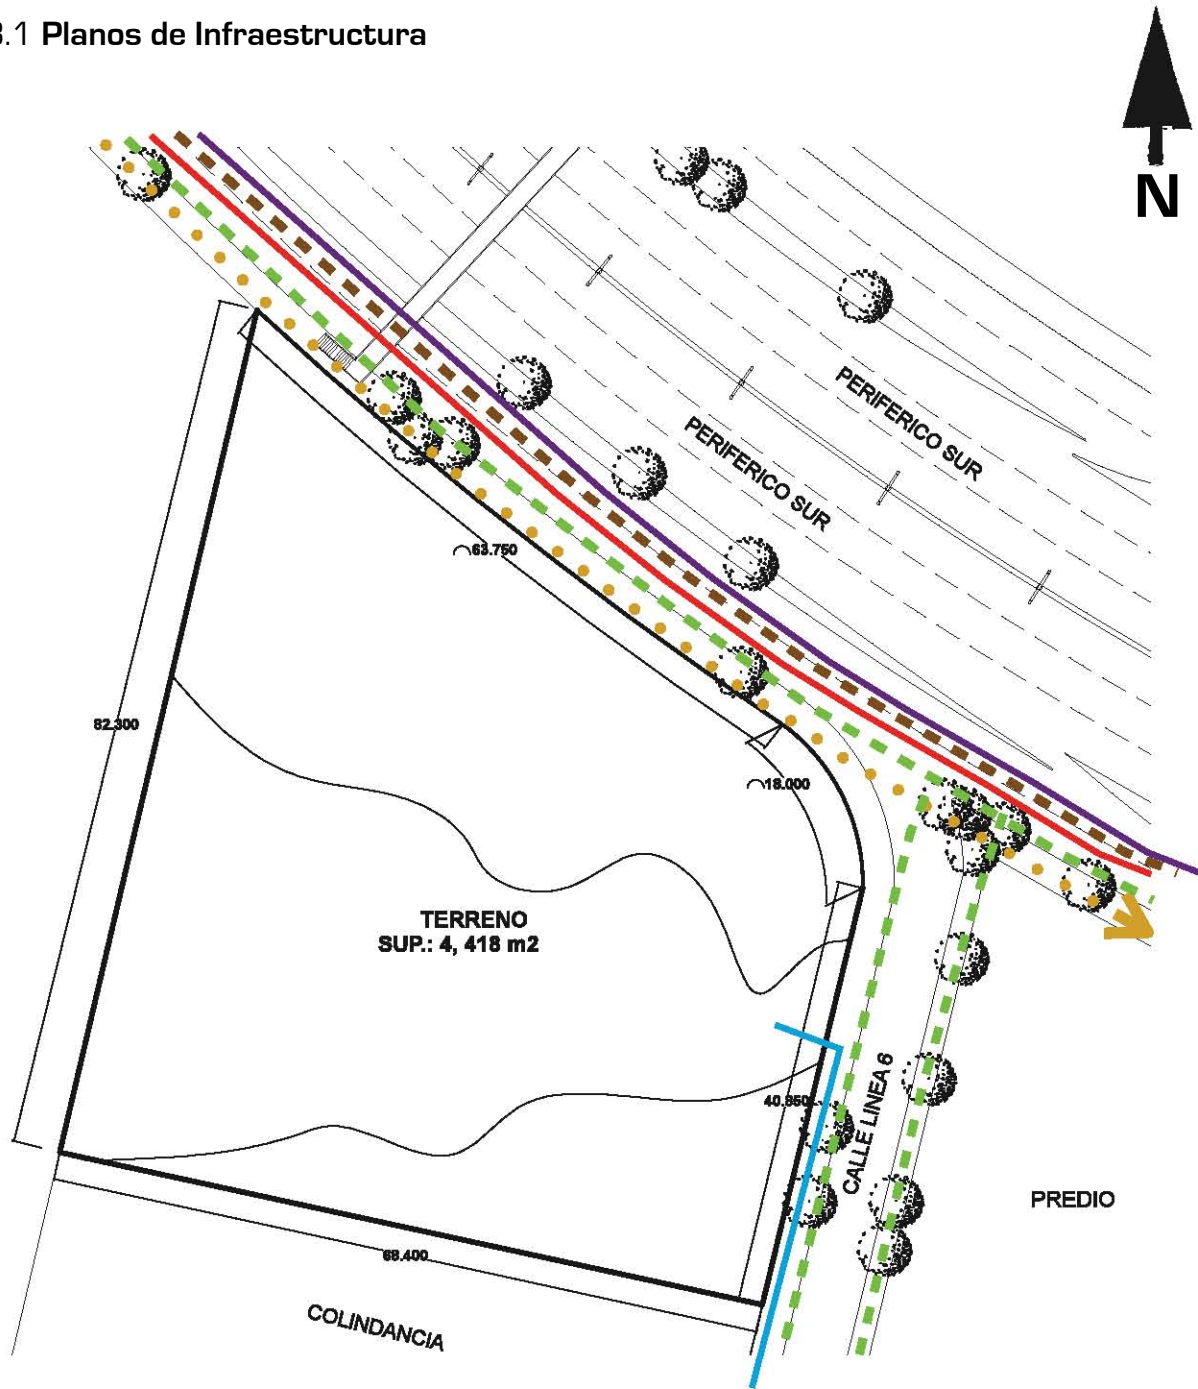 3.1 Planos de Infraestructura
N
PERIFERICO SUR
PERIFERICO SUR
63.750
82.300
18.000
TERRENO
SUP.: 4, 418 m2
CALLE LINEA 6
40.350
PREDIO
68.400
COLINDANCIA